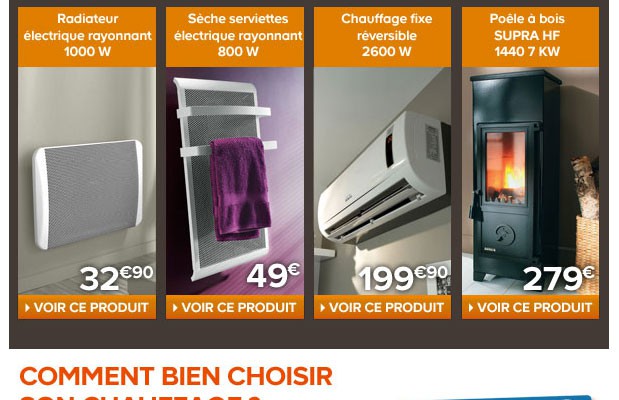 Radiateur
électrique rayonnant
1000 W
Sèche serviettes
électrique rayonnant
800 W
Chauffage fixe
réversible
2600 W
Poêle à bois
SUPRA HF
1440 7 KW
32€90
49€
199€90
279€
VOIR CE PRODUIT
VOIR CE PRODUIT
VOIR CE PRODUIT
VOIR CE PRODUIT
COMMENT BIEN CHOISIR
SON CHAUFFAGE ?